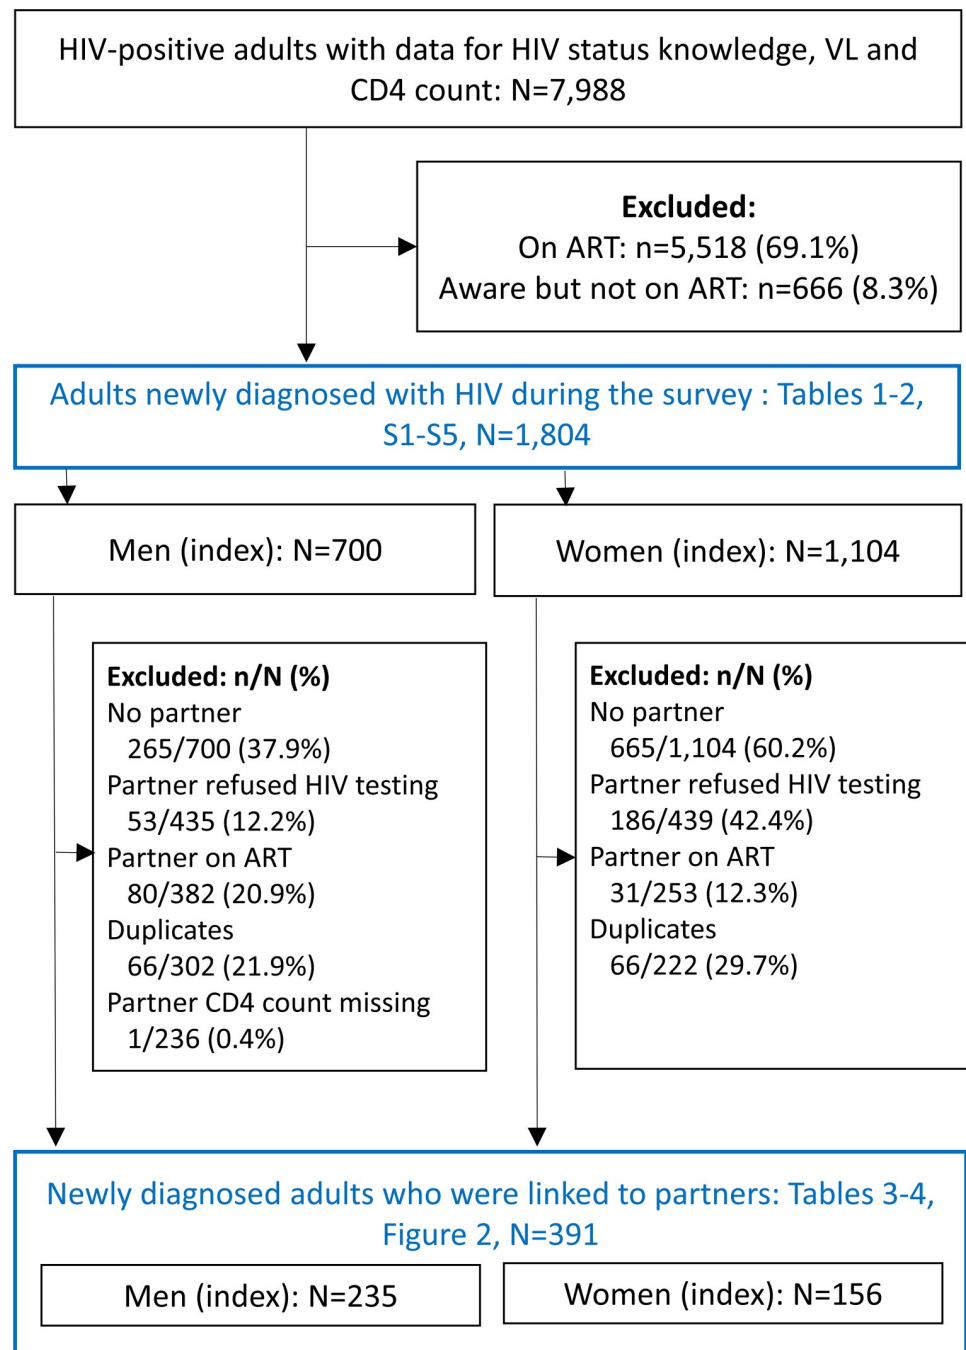 HIV-positive adults with data for HIV status knowledge, VL and
CD4 count: N=7,988
Excluded:
On ART: n=5,518 (69.1%)
Aware but not on ART: n=666 (8.3%)
Adults newly diagnosed with HIV during the survey : Tables 1-2,
S1-S5, N=1,804
Men (index): N=700
Women (index): N=1,104
Excluded: n/N (%)
No partner
265/700 (37.9%)
Partner refused HIV testing
53/435 (12.2%)
Partner on ART
80/382 (20.9%)
Duplicates
66/302 (21.9%)
Partner CD4 count missing
1/236 (0.4%)
Excluded: n/N (%)
No partner
665/1,104 (60.2%)
Partner refused HIV testing
186/439 (42.4%)
Partner on ART
31/253 (12.3%)
Duplicates
66/222 (29.7%)
Newly diagnosed adults who were linked to partners: Tables 3-4,
Figure 2, N=391
Men (index): N=235
Women (index): N=156